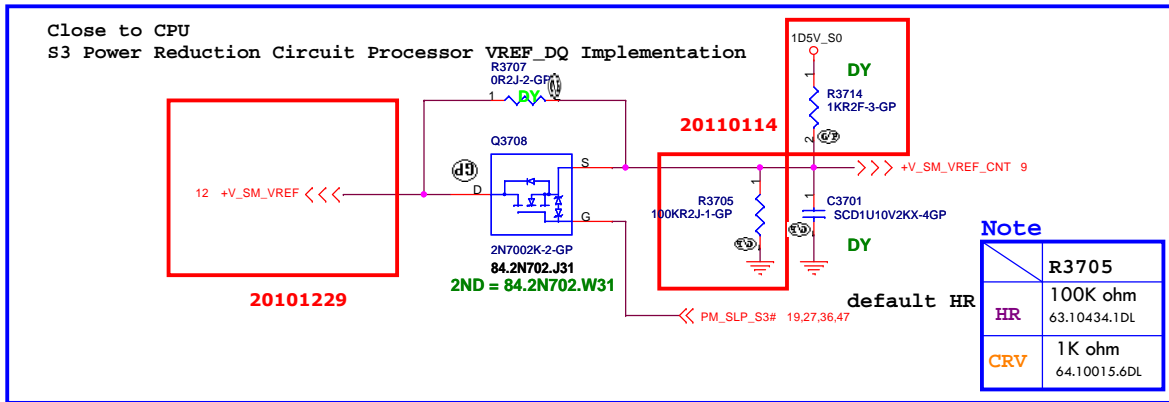 Close to CPU
S3 Power Reduction Circuit Processor VREF_DQ Implementation
1D5V_S0
DY
R3707
0R2J-2-GP
1
DY
1
R3714
1KR2F-3-GP
2
20110114
Q3708
S
+V_SM_VREF_CNT 9
12 +V_SM_VREF
D
G
1
R3705
100KR2J-1-GP
1
C3701
SCD1U10V2KX-4GP
DY
2N7002K-2-GP
84.2N702.J31
2ND = 84.2N702.W31
20101229
PM_SLP_S3# 19,27,36,47
default HR
Note
R3705
HR
100K ohm
63.10434.1DL
CRV
1K ohm
64.10015.6DL